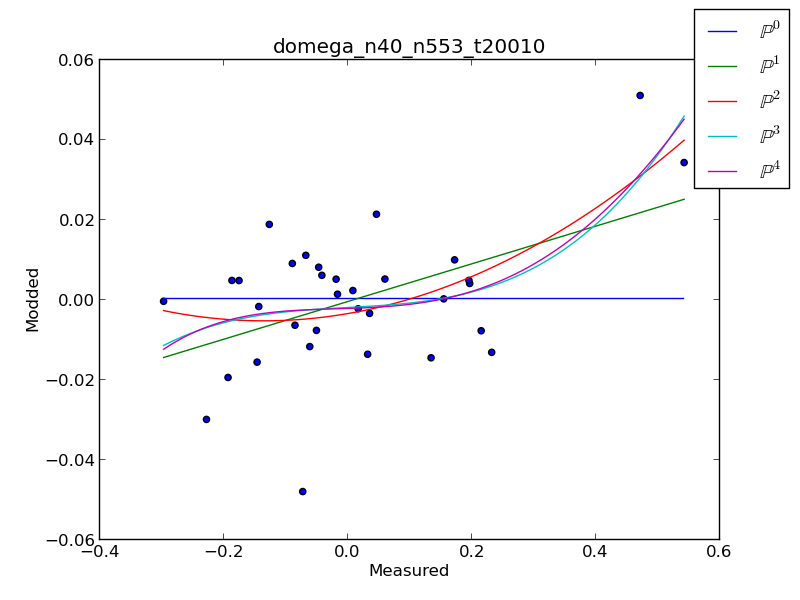 domega_n40_n553_t20010
ℙ⁰
ℙ¹
ℙ²
ℙ³
ℙ⁴
0.06
0.04
0.02
0.00
−0.02
−0.04
−0.06
Modded
−0.4
−0.2
0.0
0.2
0.4
0.6
Measured